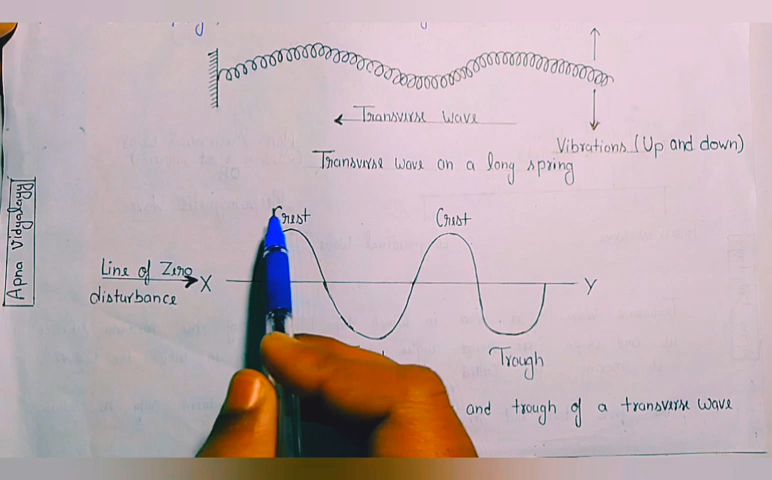 Transverse wave
Vibrations (Up and down)
Transverse wave on a long spring
Crest
Crest
Line of Zero
disturbance
X
Y
Trough
and trough of a transverse wave
Apna Vidyalayy